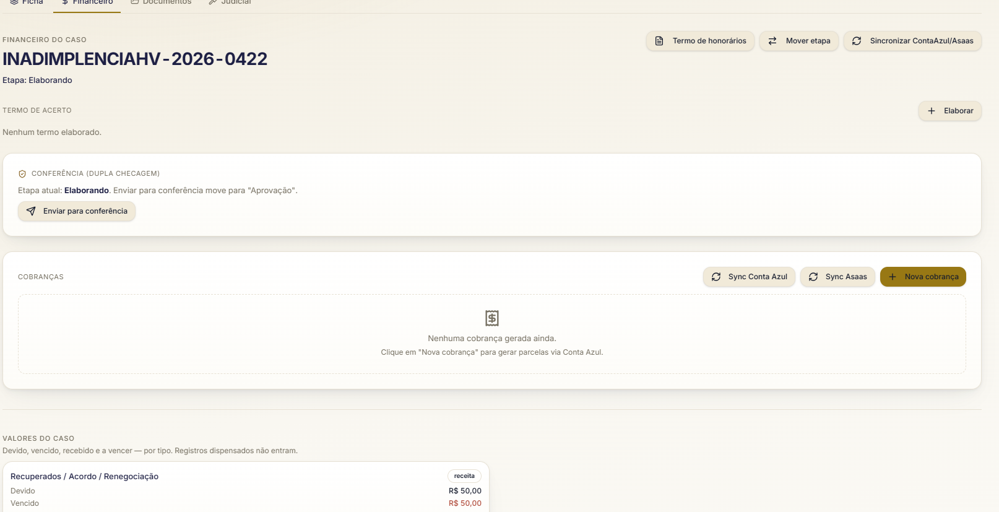 Ficha
Financeiro
Documentos
Judicial
FINANCEIRO DO CASO
INADIMPLENCIAHV-2026-0422
Etapa: Elaborando
Termo de honorários
Mover etapa
Sincronizar ContaAzul/Asaas
TERMO DE ACERTO
Elaborar
Nenhum termo elaborado.
CONFERÊNCIA (DUPLA CHECAGEM)
Etapa atual: Elaborando. Enviar para conferência move para "Aprovação".
Enviar para conferência
COBRANÇAS
Sync Conta Azul
Sync Asaas
Nova cobrança
Nenhuma cobrança gerada ainda.
Clique em "Nova cobrança" para gerar parcelas via Conta Azul.
VALORES DO CASO
Devido, vencido, recebido e a vencer — por tipo. Registros dispensados não entram.
Recuperados / Acordo / Renegociação
receita
Devido R$ 50,00
Vencido R$ 50,00